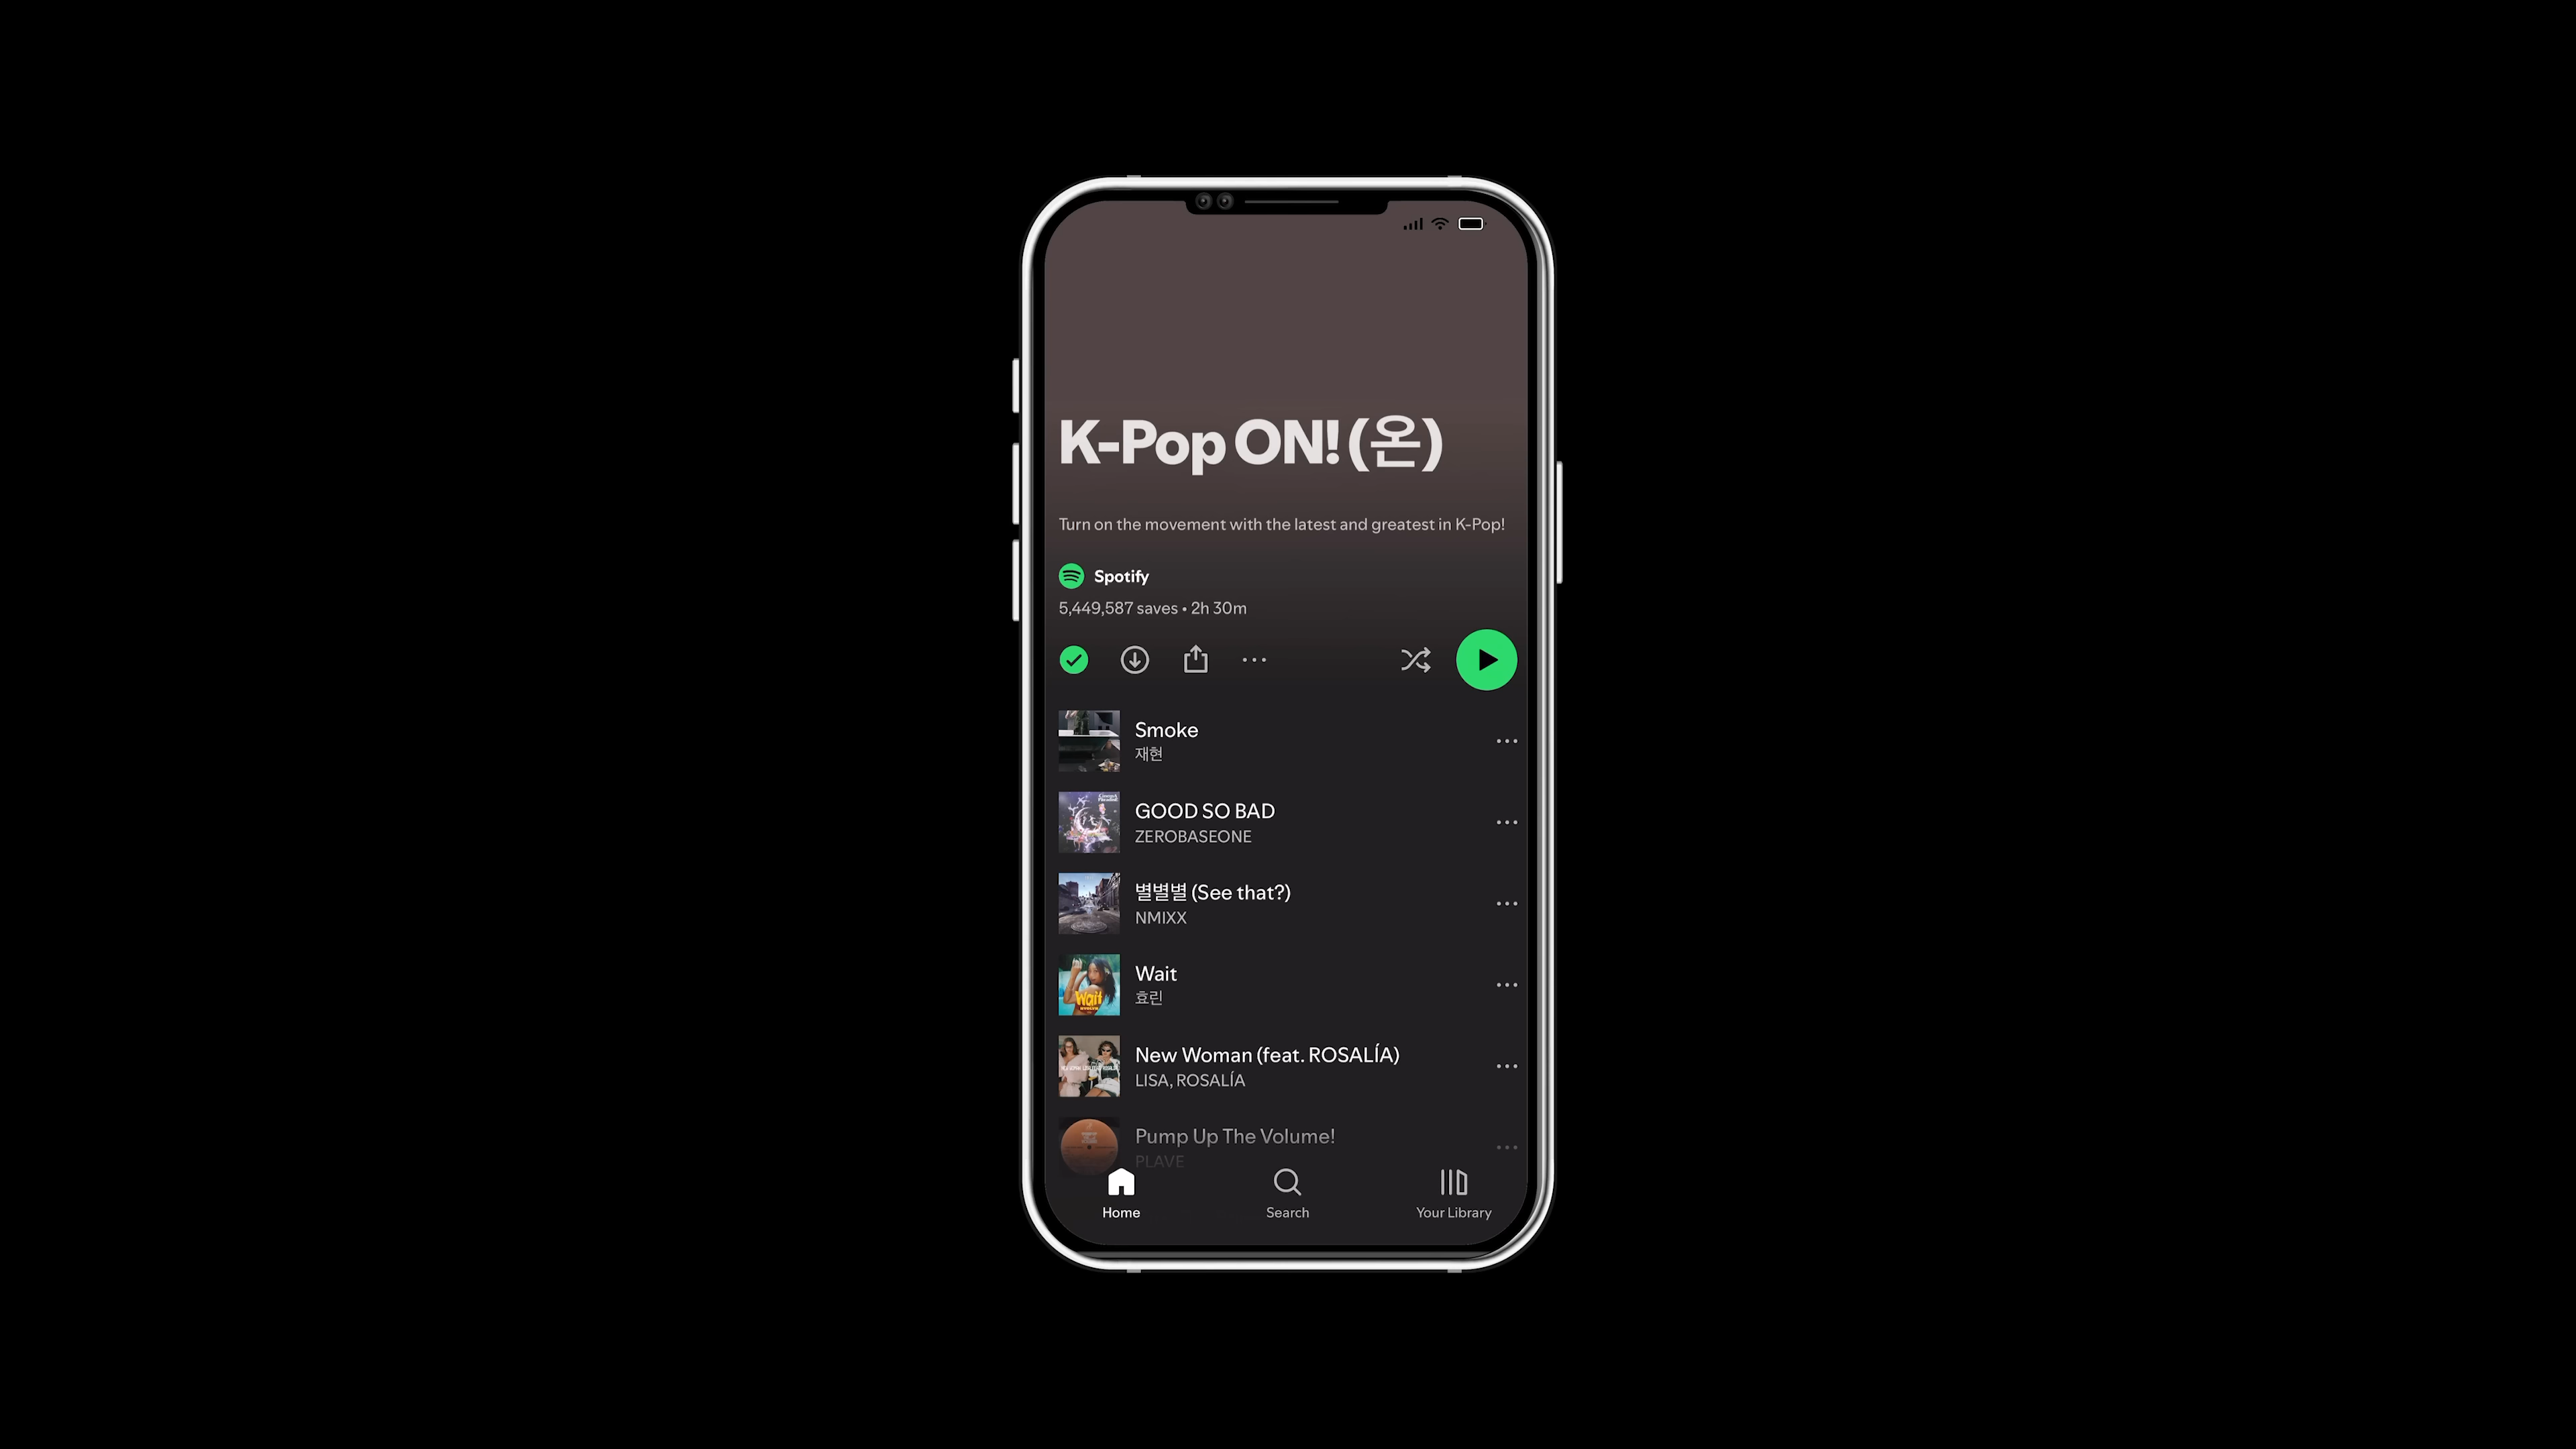 K-Pop ON! (온)
Turn on the movement with the latest and greatest in K-Pop!
Spotify
5,449,587 saves • 2h 30m
Smoke
재현
GOOD SO BAD
ZEROBASEONE
별별별 (See that?)
NMIXX
Wait
Wait
효린
New Woman (feat. ROSALÍA)
LISA, ROSALÍA
Pump Up The Volume!
PLAVE
Home
Search
Your Library